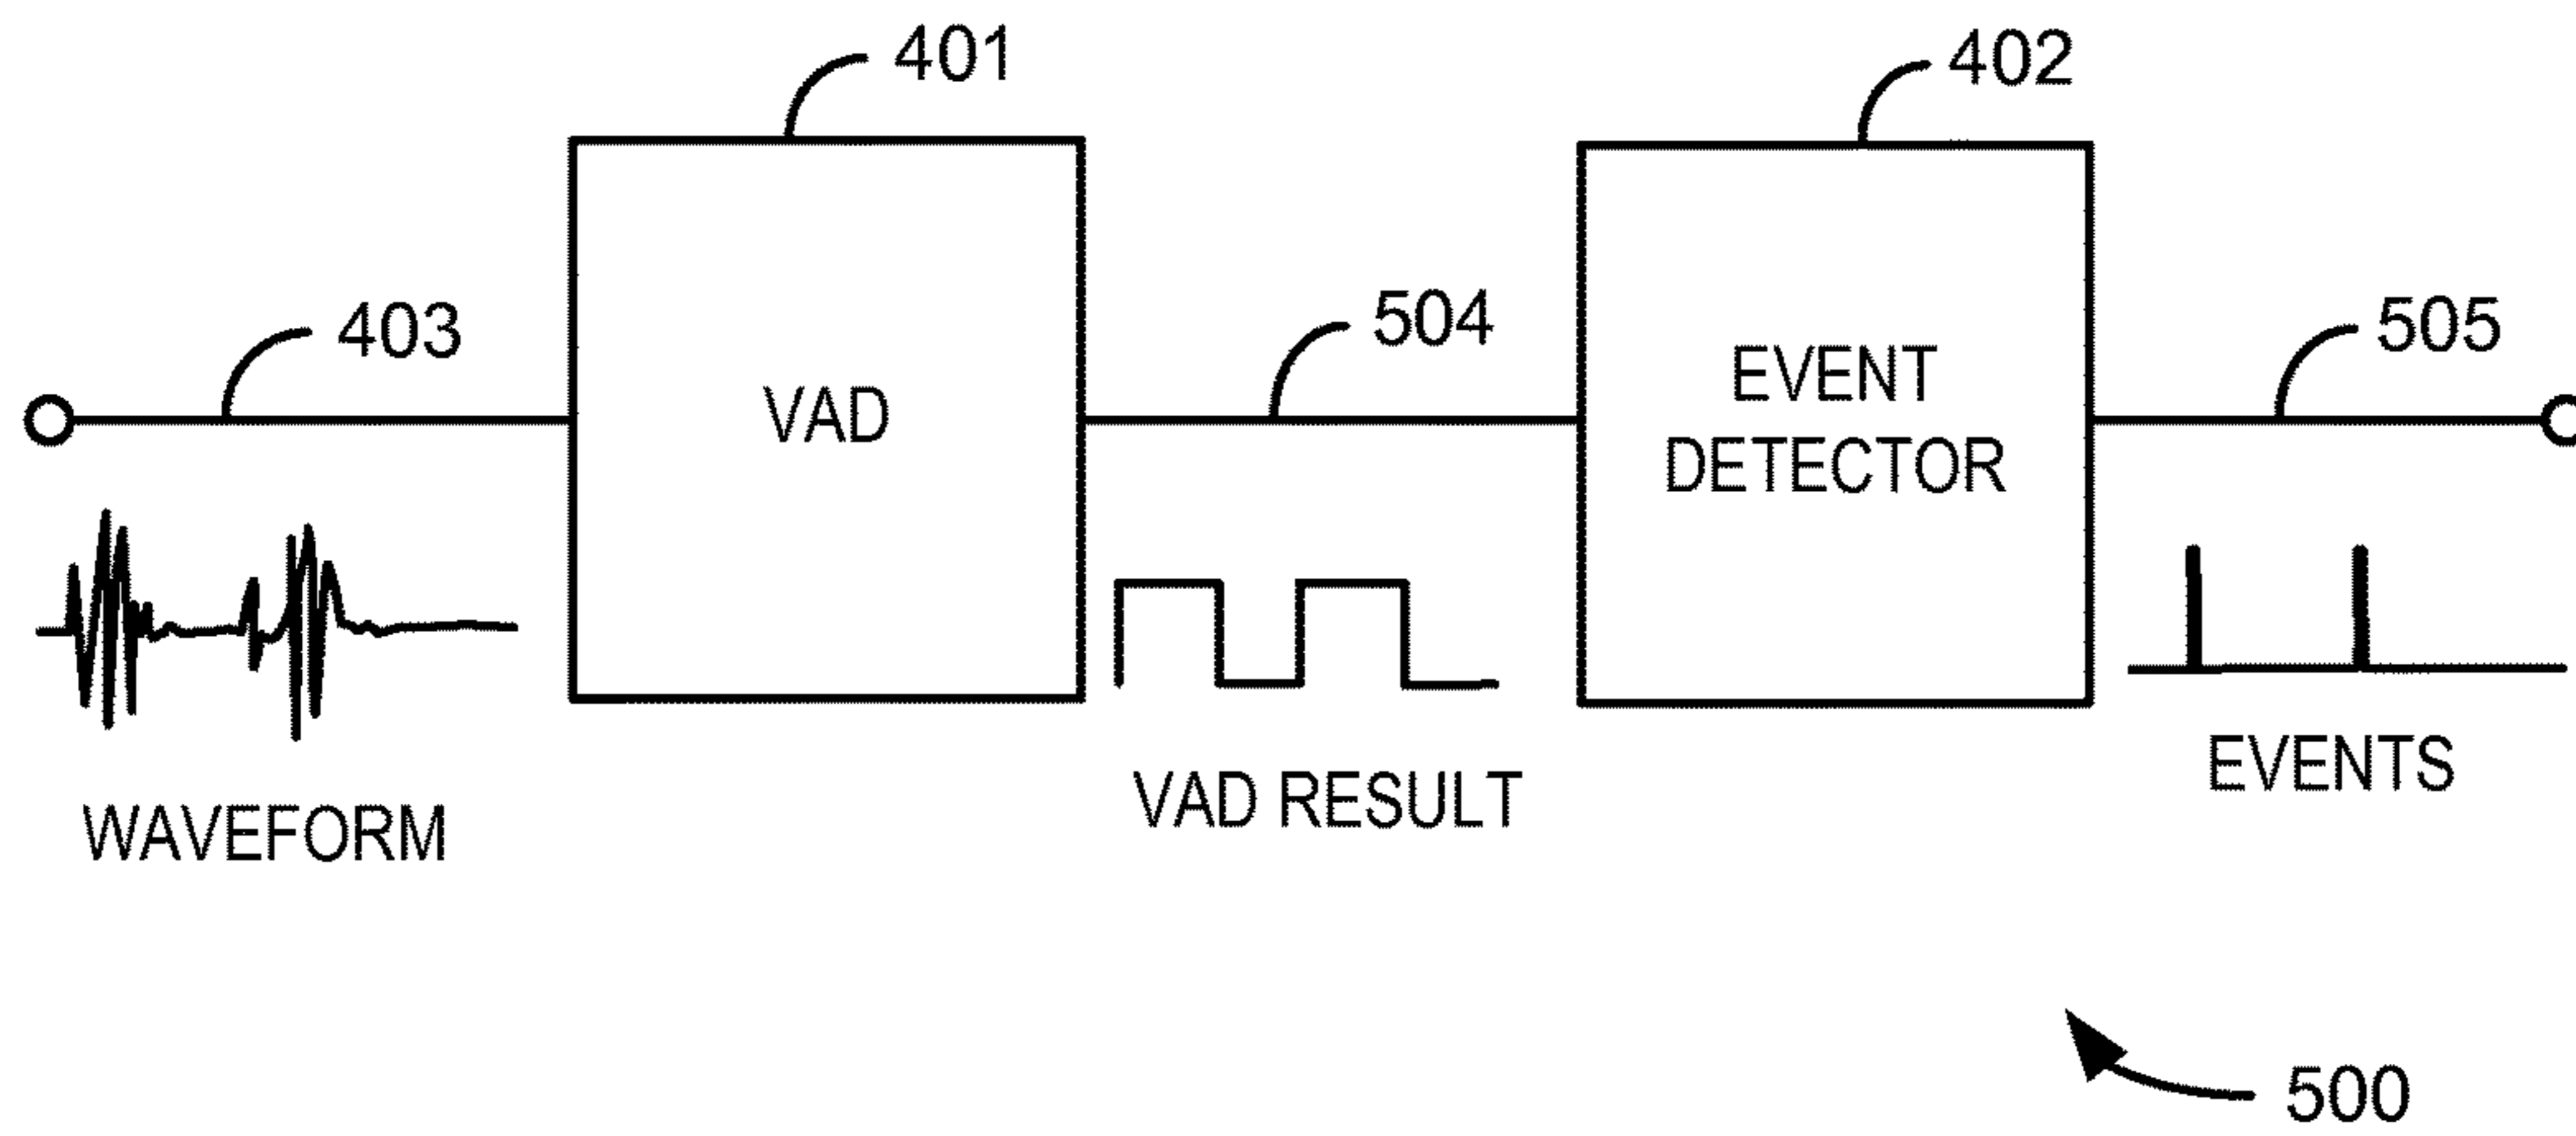 401
402
403
504
505
VAD
EVENT
DETECTOR
WAVEFORM
VAD RESULT
EVENTS
500